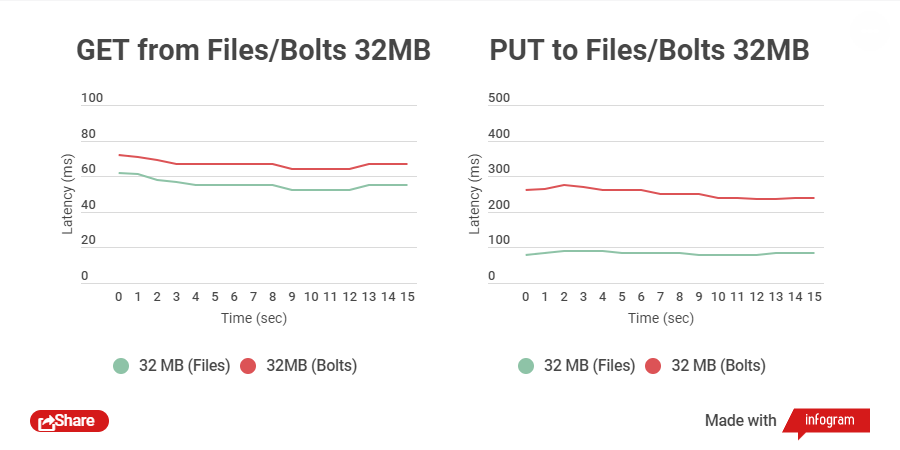 GET from Files/Bolts 32MB
100
80
60
40
20
0
Latency (ms)
0 1 2 3 4 5 6 7 8 9 10 11 12 13 14 15
Time (sec)
32 MB (Files) 32MB (Bolts)
PUT to Files/Bolts 32MB
500
400
300
200
100
0
Latency (ms)
0 1 2 3 4 5 6 7 8 9 10 11 12 13 14 15
Time (sec)
32 MB (Files) 32 MB (Bolts)
Share
Made with infogram